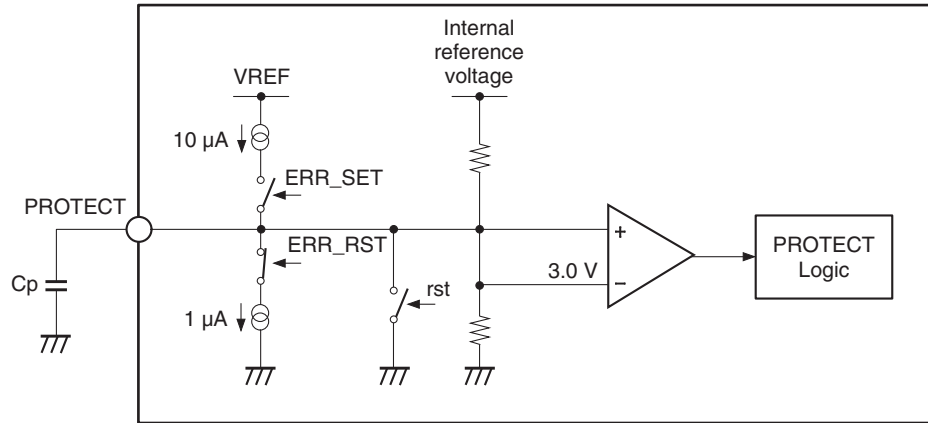 Internal
reference
voltage
VREF
10 µA
ERR_SET
PROTECT
ERR_RST
+
PROTECT
Logic
3.0 V
−
Cp
rst
1 µA